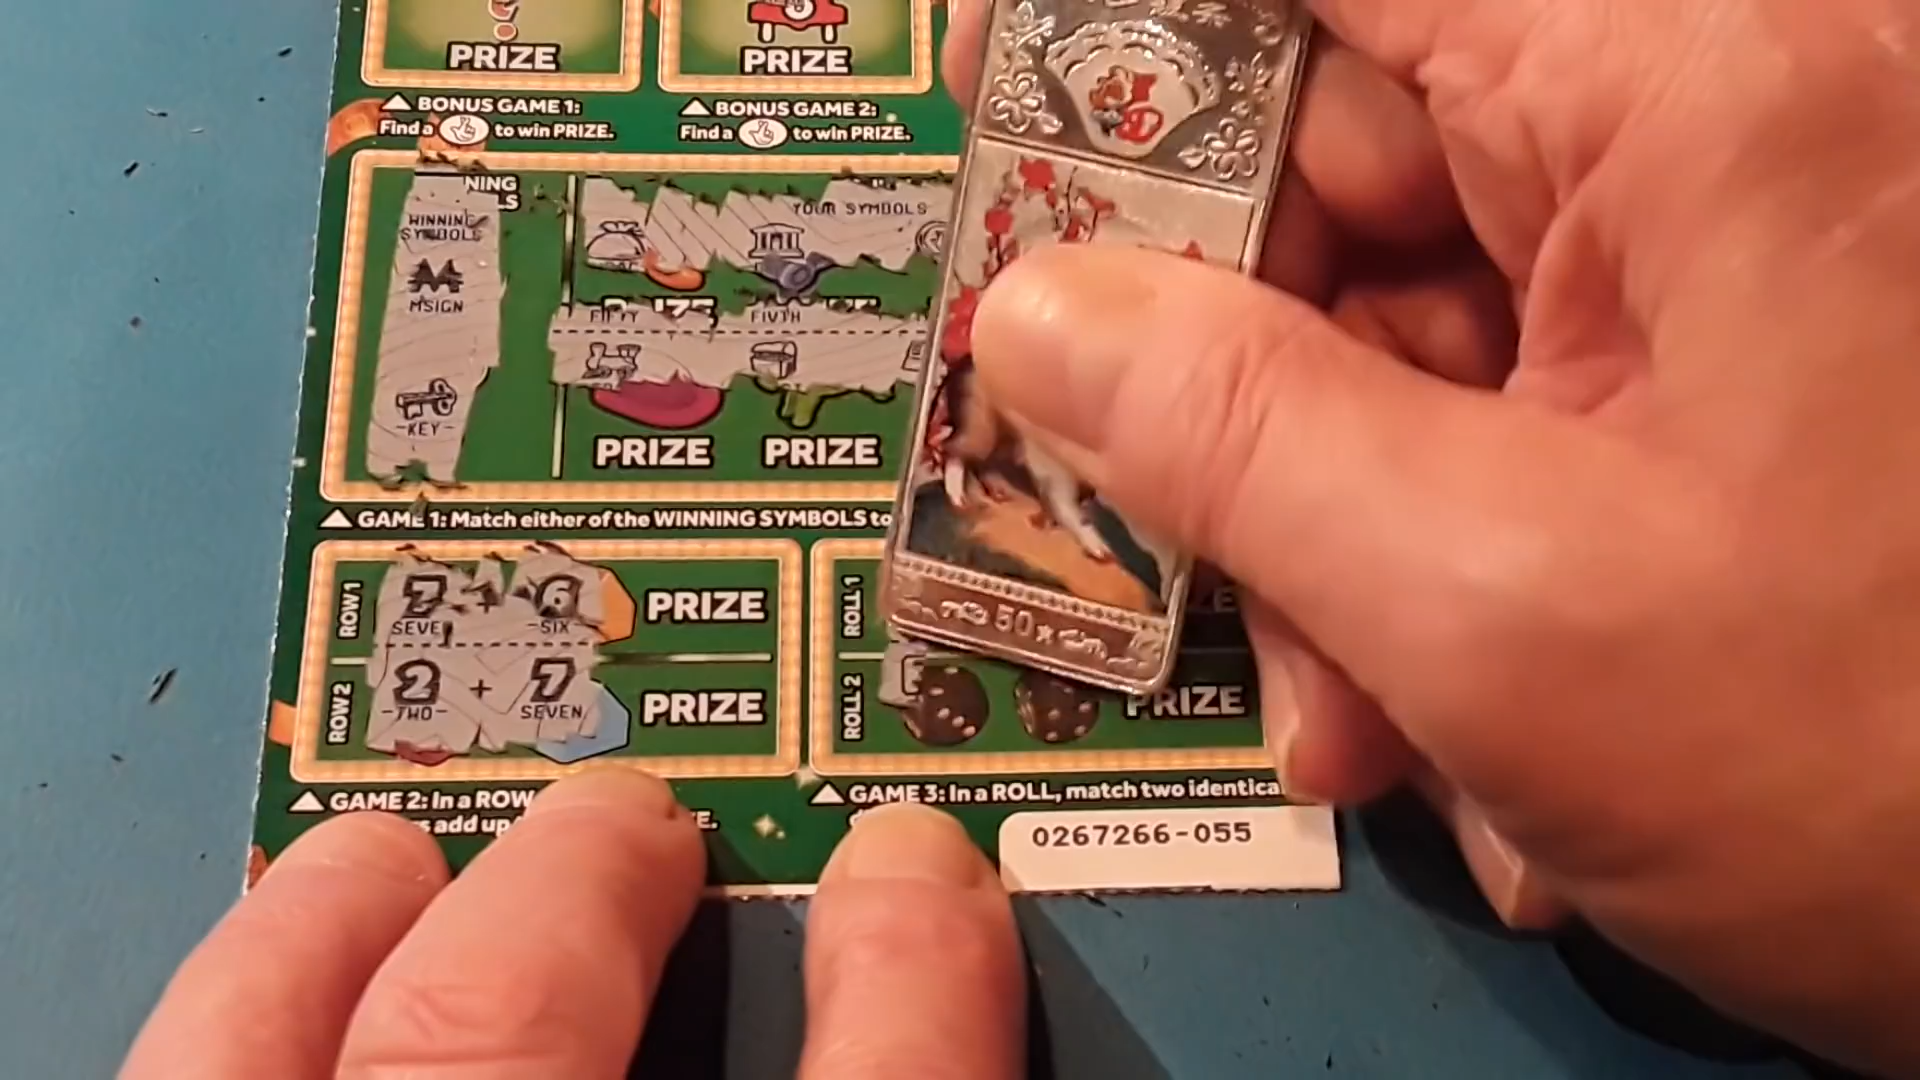 PRIZE PRIZE
BONUS GAME 1: BONUS GAME 2:
Find a to win PRIZE. Find a to win PRIZE.
WINNING
SYMBOLS
YOUR SYMBOLS
MSIGN
FIFTY FIVTH
-KEY-
PRIZE PRIZE
GAME 1: Match either of the WINNING SYMBOLS to
ROW 1 7 + 6 PRIZE ROLL 1
SEVEN -SIX-
ROW 2 2 + 7 PRIZE ROLL 2 PRIZE
-TWO- SEVEN
50
GAME 2: In a ROW GAME 3: In a ROLL, match two identical
add up
0267266-055